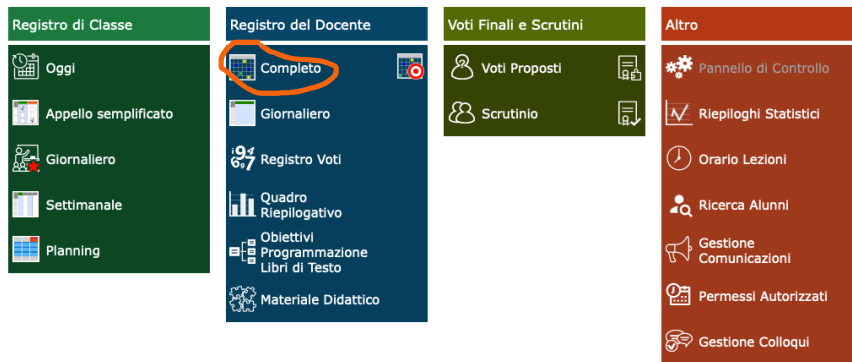 Registro di Classe
Oggi
Appello semplificato
Giornaliero
Settimanale
Planning
Registro del Docente
Completo
Giornaliero
Registro Voti
Quadro
Riepilogativo
Obiettivi
Programmazione
Libri di Testo
Materiale Didattico
Voti Finali e Scrutini
Voti Proposti
Scrutinio
Altro
Pannello di Controllo
Riepiloghi Statistici
Orario Lezioni
Ricerca Alunni
Gestione
Comunicazioni
Permessi Autorizzati
Gestione Colloqui